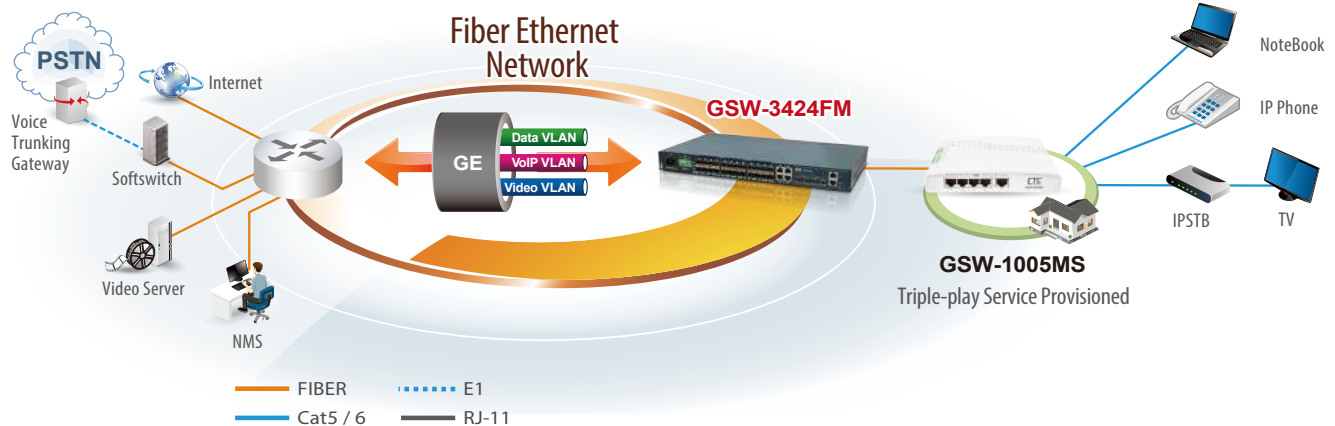 Fiber Ethernet
Network
PSTN
Internet
Voice
Trunking
Gateway
Softswitch
Video Server
NMS
GE
Data VLAN
VoIP VLAN
Video VLAN
GSW-3424FM
CTC
GSW-1005MS
Triple-play Service Provisioned
NoteBook
IP Phone
IPSTB
TV
FIBER
E1
Cat5 / 6
RJ-11